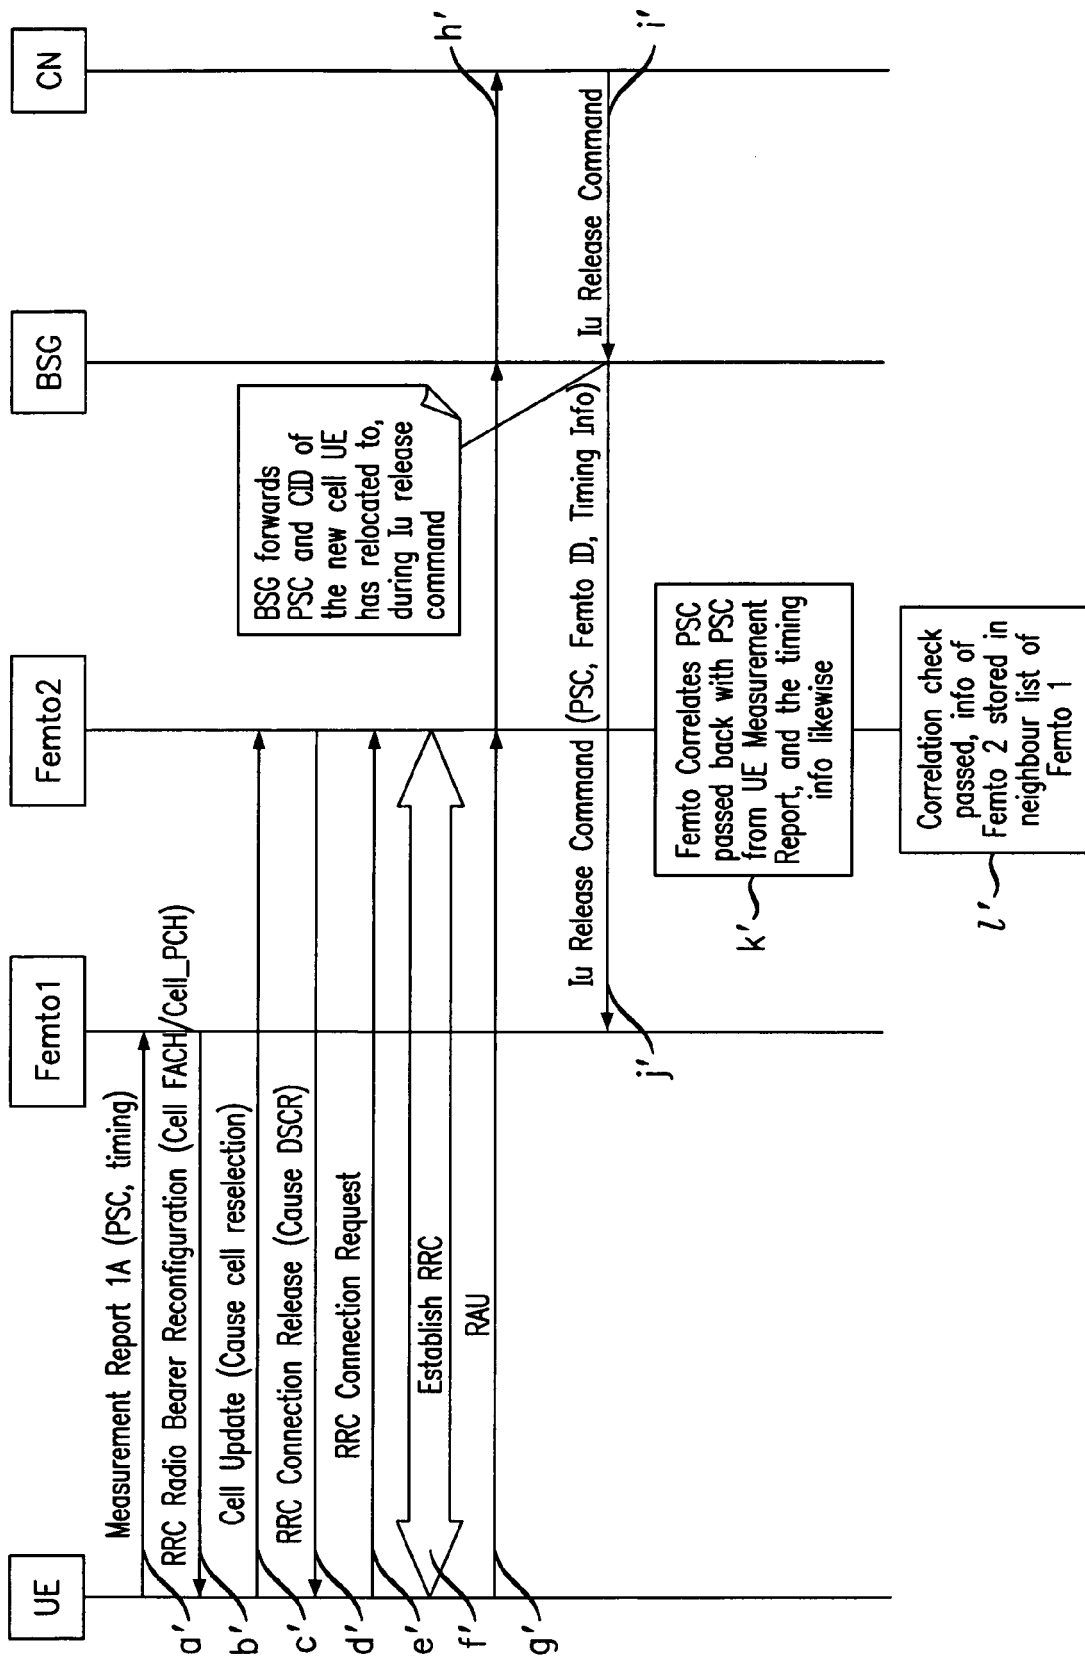 UE
Femto1
Femto2
BSG
CN
Measurement Report 1A (PSC, timing)
a'
RRC Radio Bearer Reconfiguration (Cell FACH/Cell_PCH)
b'
Cell Update (Cause cell reselection)
c'
RRC Connection Release (Cause DSCR)
d'
RRC Connection Request
e'
Establish RRC
f'
RAU
g'
h'
BSG forwards
PSC and CID of
the new cell UE
has relocated to,
during Iu release
command
Iu Release Command
i'
Iu Release Command (PSC, Femto ID, Timing Info)
j'
Femto Correlates PSC
passed back with PSC
from UE Measurement
Report, and the timing
info likewise
k'
Correlation check
passed, info of
Femto 2 stored in
neighbour list of
Femto 1
l'